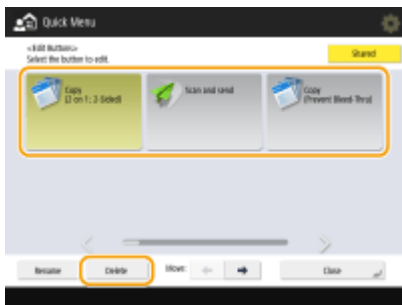 Quick Menu
<Edit Buttons>
Select the button to edit.
Shared
Copy
(2 on 1: 2-Sided)
Scan and Send
Copy
(Prevent Bleed-Thru)
Rename
Delete
Move:
Close